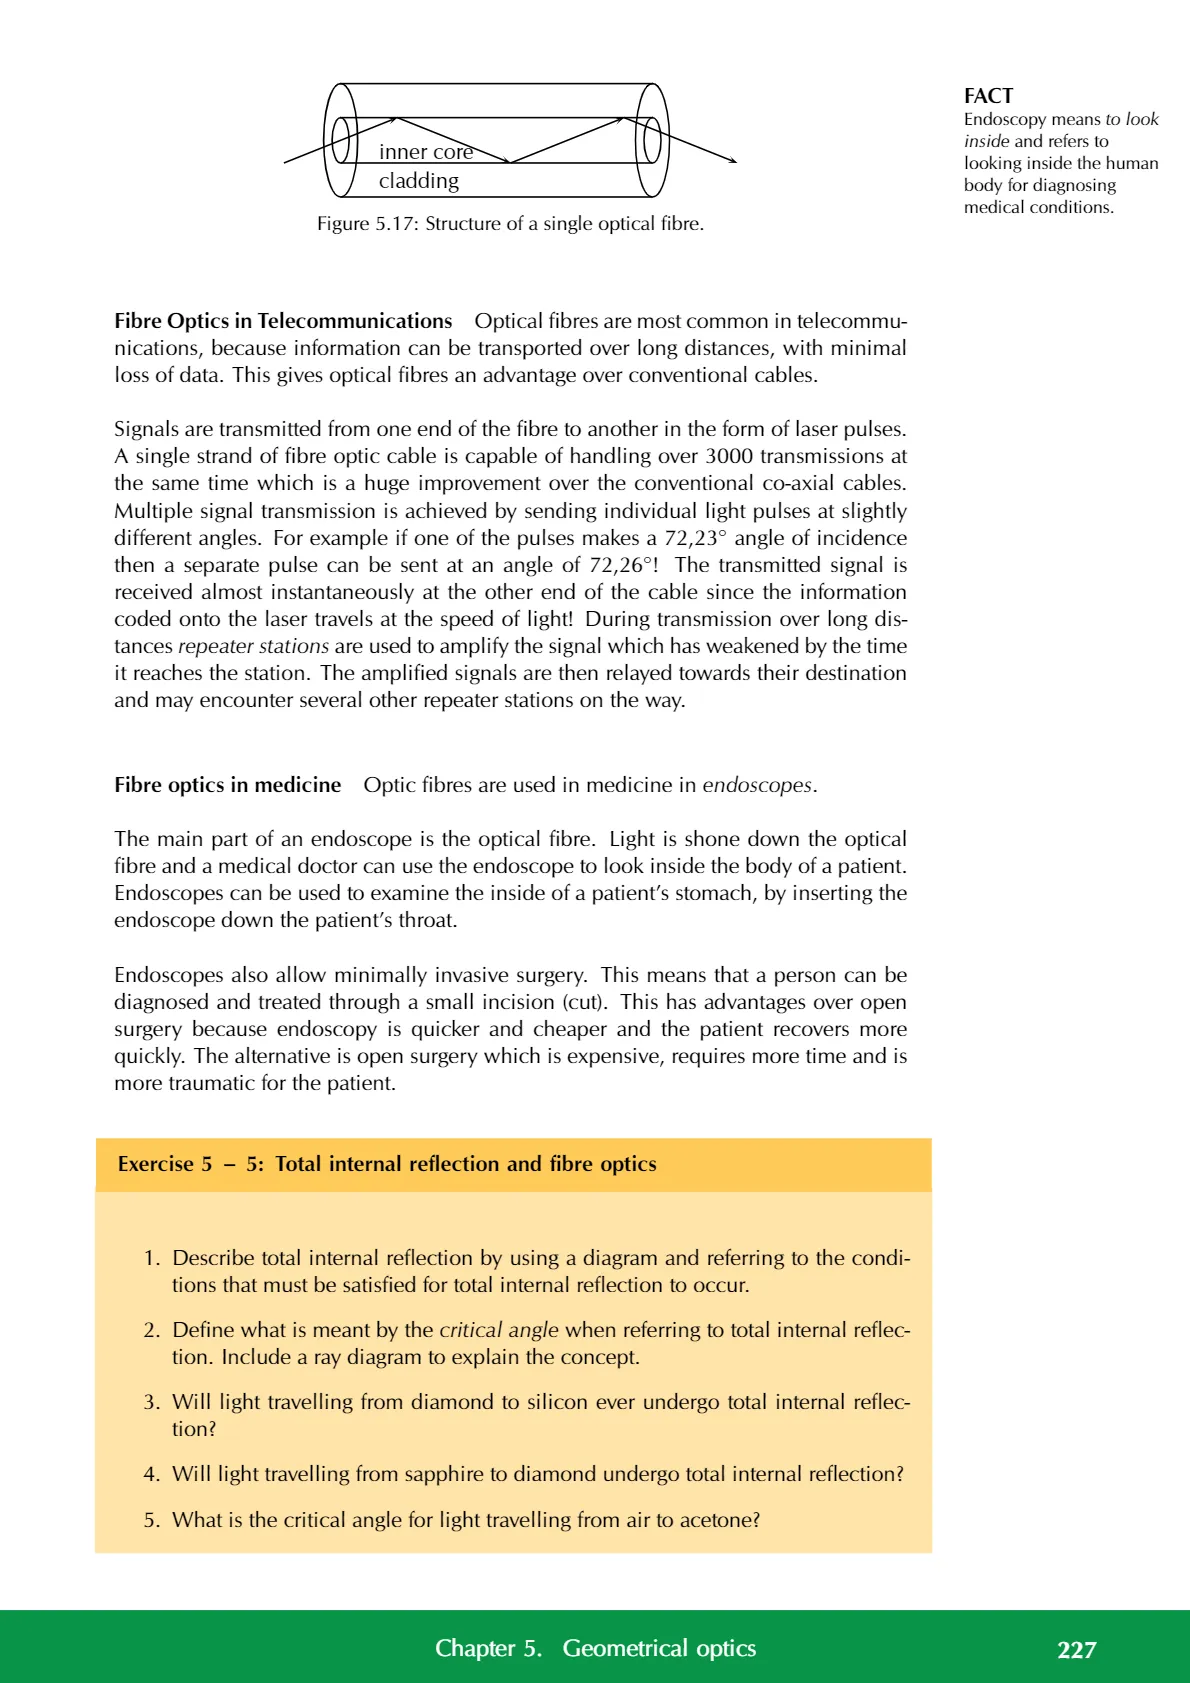 inner core
cladding
Figure 5.17: Structure of a single optical fibre.
FACT
Endoscopy means to look
inside and refers to
looking inside the human
body for diagnosing
medical conditions.
Fibre Optics in Telecommunications Optical fibres are most common in telecommu-
nications, because information can be transported over long distances, with minimal
loss of data. This gives optical fibres an advantage over conventional cables.
Signals are transmitted from one end of the fibre to another in the form of laser pulses.
A single strand of fibre optic cable is capable of handling over 3000 transmissions at
the same time which is a huge improvement over the conventional co-axial cables.
Multiple signal transmission is achieved by sending individual light pulses at slightly
different angles. For example if one of the pulses makes a 72,23° angle of incidence
then a separate pulse can be sent at an angle of 72,26°! The transmitted signal is
received almost instantaneously at the other end of the cable since the information
coded onto the laser travels at the speed of light! During transmission over long dis-
tances repeater stations are used to amplify the signal which has weakened by the time
it reaches the station. The amplified signals are then relayed towards their destination
and may encounter several other repeater stations on the way.
Fibre optics in medicine Optic fibres are used in medicine in endoscopes.
The main part of an endoscope is the optical fibre. Light is shone down the optical
fibre and a medical doctor can use the endoscope to look inside the body of a patient.
Endoscopes can be used to examine the inside of a patient's stomach, by inserting the
endoscope down the patient's throat.
Endoscopes also allow minimally invasive surgery. This means that a person can be
diagnosed and treated through a small incision (cut). This has advantages over open
surgery because endoscopy is quicker and cheaper and the patient recovers more
quickly. The alternative is open surgery which is expensive, requires more time and is
more traumatic for the patient.
Exercise 5 – 5: Total internal reflection and fibre optics
1. Describe total internal reflection by using a diagram and referring to the condi-
tions that must be satisfied for total internal reflection to occur.
2. Define what is meant by the critical angle when referring to total internal reflec-
tion. Include a ray diagram to explain the concept.
3. Will light travelling from diamond to silicon ever undergo total internal reflec-
tion?
4. Will light travelling from sapphire to diamond undergo total internal reflection?
5. What is the critical angle for light travelling from air to acetone?
Chapter 5. Geometrical optics 227